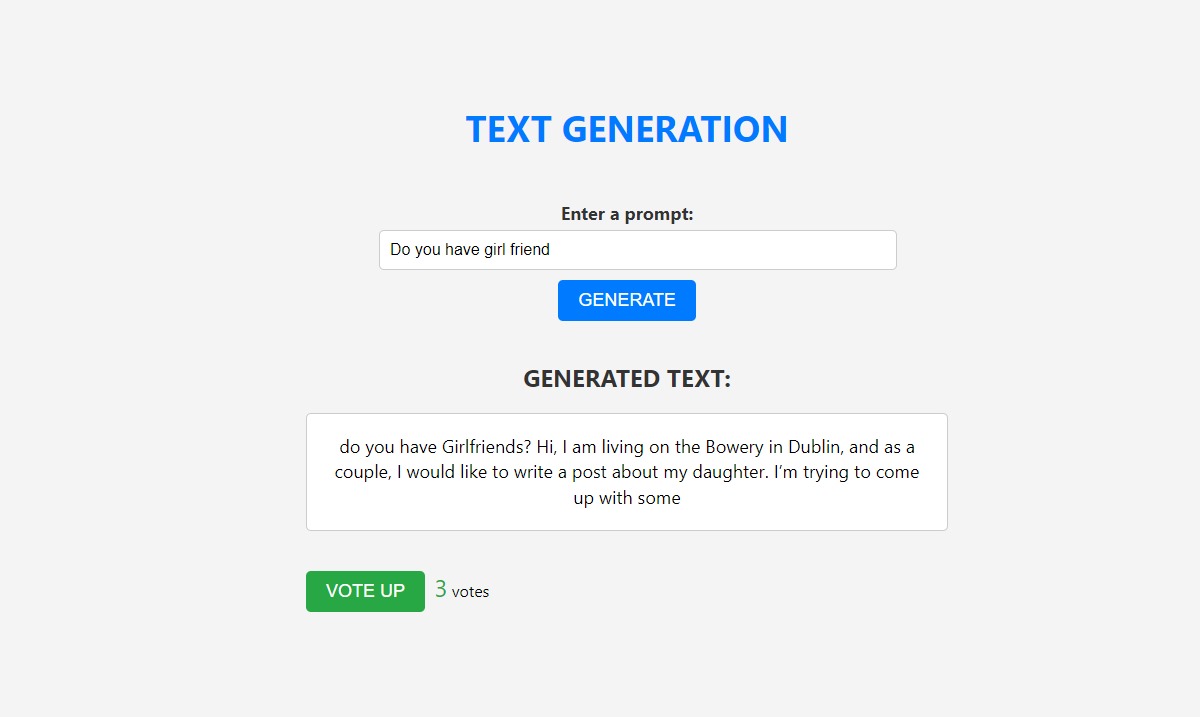 TEXT GENERATION
Enter a prompt:
Do you have girl friend
GENERATE
GENERATED TEXT:
do you have Girlfriends? Hi, I am living on the Bowery in Dublin, and as a
couple, I would like to write a post about my daughter. I’m trying to come
up with some
VOTE UP 3 votes